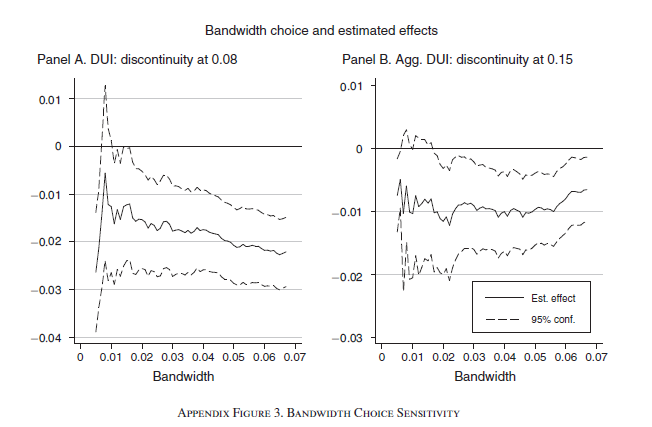 Bandwidth choice and estimated effects
Panel A. DUI: discontinuity at 0.08
0.01
0
−0.01
−0.02
−0.03
−0.04
0 0.01 0.02 0.03 0.04 0.05 0.06 0.07
Bandwidth
Panel B. Agg. DUI: discontinuity at 0.15
0.01
0
−0.01
−0.02
−0.03
Est. effect
95% conf.
0 0.01 0.02 0.03 0.04 0.05 0.06 0.07
Bandwidth
Appendix Figure 3. Bandwidth Choice Sensitivity